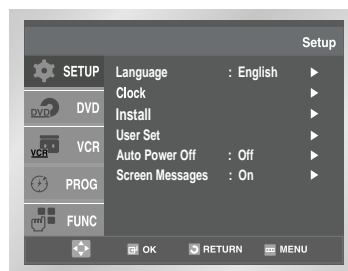 Setup
SETUP
Language : English ►
Clock ►
DVD DVD
Install ►
User Set ►
VCR VCR
Auto Power Off : Off ►
Screen Messages : On ►
PROG
FUNC
OK RETURN MENU